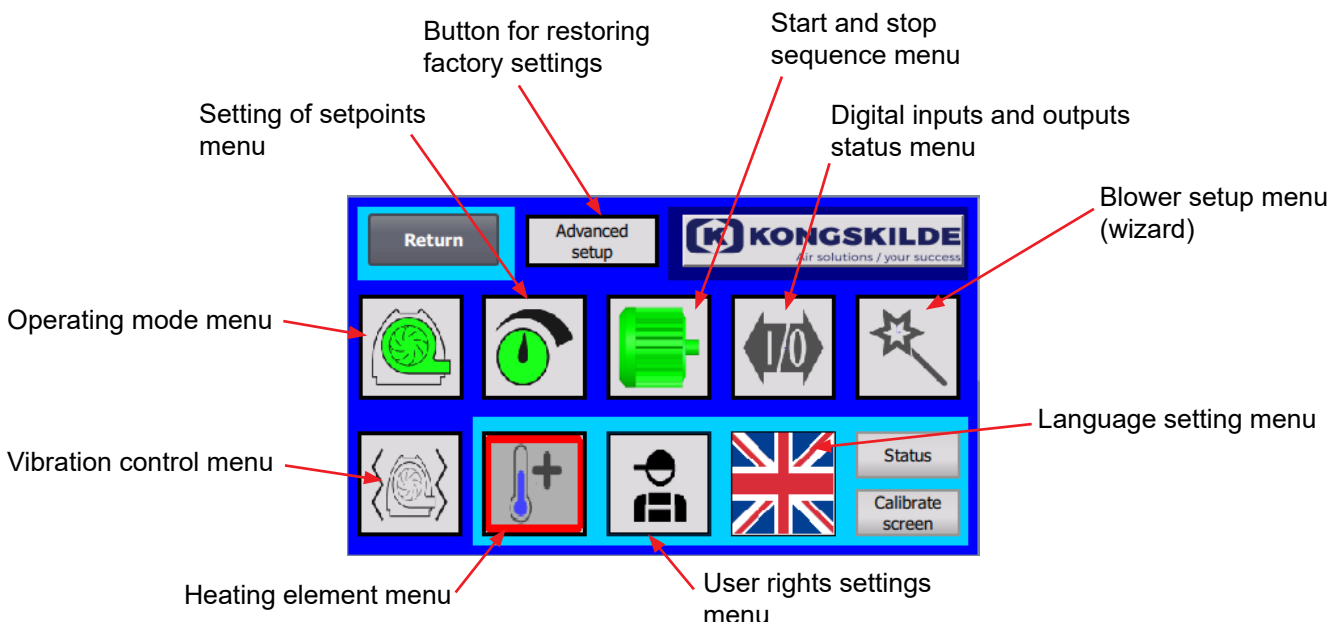 Button for restoring
factory settings
Start and stop
sequence menu
Setting of setpoints
menu
Digital inputs and outputs
status menu
Blower setup menu
(wizard)
Return
Advanced
setup
K KONGSKILDE
Air solutions / your success
Operating mode menu
I/O
Language setting menu
Vibration control menu
Status
Calibrate
screen
Heating element menu
User rights settings
menu